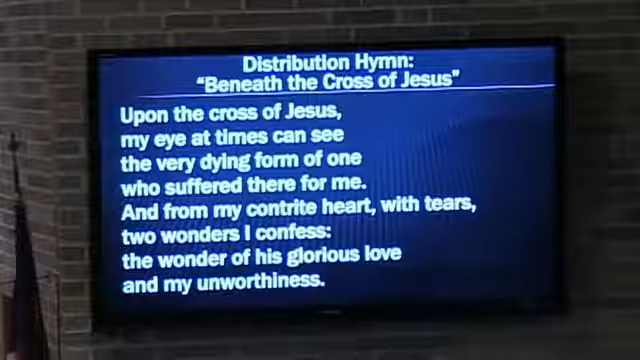 Distribution Hymn:
“Beneath the Cross of Jesus”
Upon the cross of Jesus,
my eye at times can see
the very dying form of one
who suffered there for me.
And from my contrite heart, with tears,
two wonders I confess:
the wonder of his glorious love
and my unworthiness.